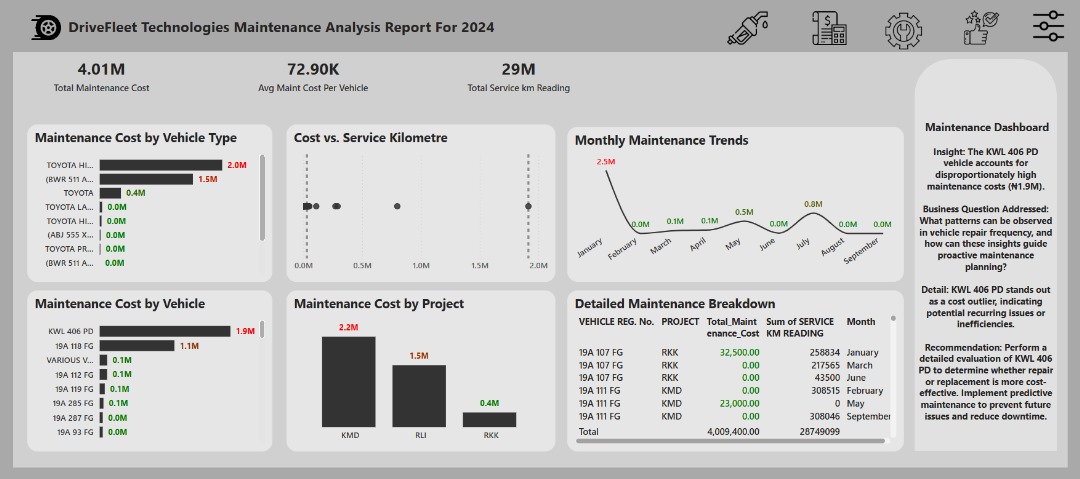 DriveFleet Technologies Maintenance Analysis Report For 2024
4.01M
Total Maintenance Cost
72.90K
Avg Maint Cost Per Vehicle
29M
Total Service km Reading
Maintenance Cost by Vehicle Type
TOYOTA HI... 2.0M
(BWR 511 A... 1.5M
TOYOTA 0.4M
TOYOTA LA... 0.0M
TOYOTA HI... 0.0M
(ABJ 555 X... 0.0M
TOYOTA PR... 0.0M
(BWR 511 A... 0.0M
Cost vs. Service Kilometre
0.0M 0.5M 1.0M 1.5M 2.0M
Monthly Maintenance Trends
2.5M 0.0M 0.1M 0.1M 0.5M 0.0M 0.8M 0.0M 0.0M
January February March April May June July August September
Maintenance Cost by Vehicle
KWL 406 PD 1.9M
19A 118 FG 1.1M
VARIOUS V... 0.1M
19A 112 FG 0.1M
19A 119 FG 0.1M
19A 285 FG 0.1M
19A 287 FG 0.0M
19A 93 FG 0.0M
Maintenance Cost by Project
2.2M 1.5M 0.4M
KMD RLI RKK
Detailed Maintenance Breakdown
VEHICLE REG. No. PROJECT Total_Maint Sum of SERVICE Month
enance_Cost KM READING
19A 107 FG RKK 32,500.00 258834 January
19A 107 FG RKK 0.00 217565 March
19A 107 FG RKK 0.00 43500 June
19A 111 FG KMD 0.00 308515 February
19A 111 FG KMD 23,000.00 0 May
19A 111 FG KMD 0.00 308046 September
Total 4,009,400.00 28749099
Maintenance Dashboard
Insight: The KWL 406 PD
vehicle accounts for
disproportionately high
maintenance costs (₦1.9M).
Business Question Addressed:
What patterns can be observed
in vehicle repair frequency, and
how can these insights guide
proactive maintenance
planning?
Detail: KWL 406 PD stands out
as a cost outlier, indicating
potential recurring issues or
inefficiencies.
Recommendation: Perform a
detailed evaluation of KWL 406
PD to determine whether repair
or replacement is more cost-
effective. Implement predictive
maintenance to prevent future
issues and reduce downtime.